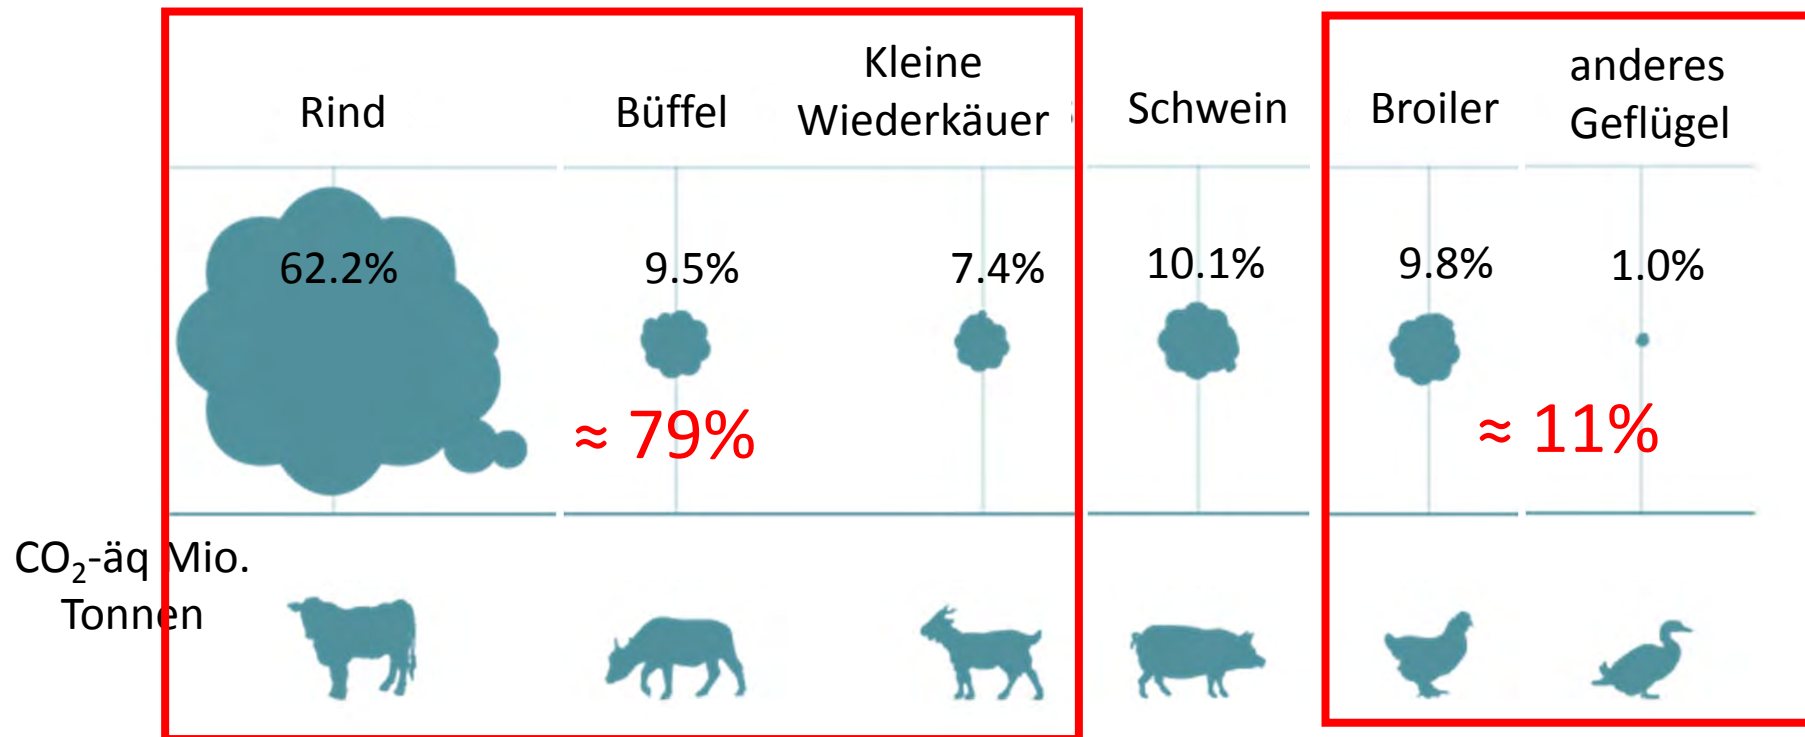 Rind
Büffel
Kleine
Wiederkäuer
Schwein
Broiler
anderes
Geflügel
62.2%
9.5%
7.4%
10.1%
9.8%
1.0%
≈ 79%
≈ 11%
CO₂-äq Mio.
Tonnen